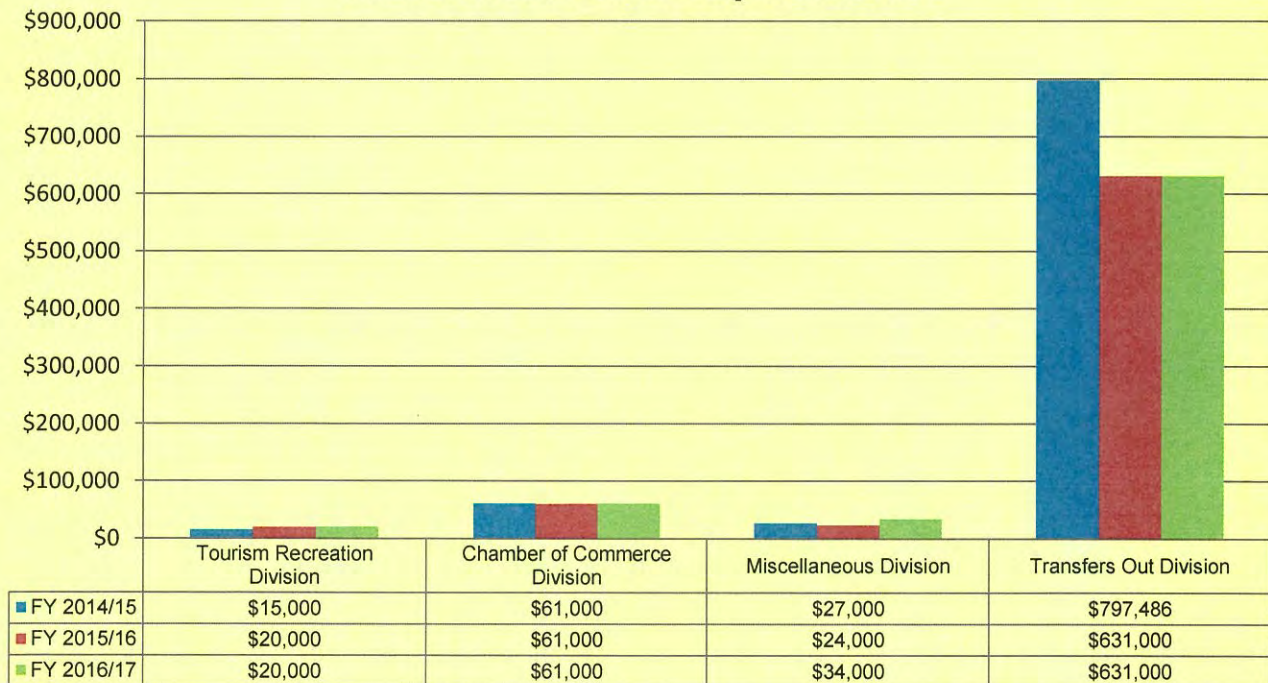 $900,000
$800,000
$700,000
$600,000
$500,000
$400,000
$300,000
$200,000
$100,000
$0
Tourism Recreation Division Chamber of Commerce Division Miscellaneous Division Transfers Out Division
FY 2014/15 $15,000 $61,000 $27,000 $797,486
FY 2015/16 $20,000 $61,000 $24,000 $631,000
FY 2016/17 $20,000 $61,000 $34,000 $631,000